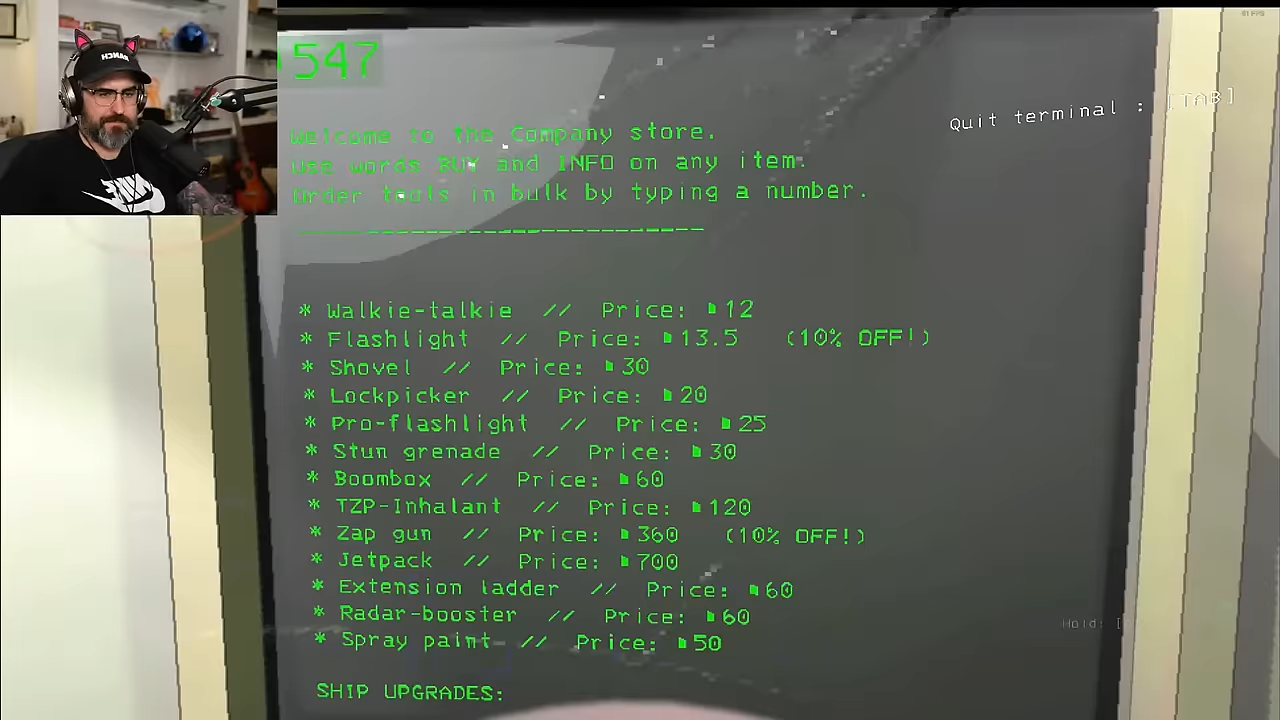 547
Quit terminal : [TAB]
Welcome to the Company store.
Use words BUY and INFO on any item.
Order tools in bulk by typing a number.
* Walkie-talkie // Price: 12
* Flashlight // Price: 13.5 (10% OFF!)
* Shovel // Price: 30
* Lockpicker // Price: 20
* Pro-flashlight // Price: 25
* Stun grenade // Price: 30
* Boombox // Price: 60
* TZP-Inhalant // Price: 120
* Zap gun // Price: 360 (10% OFF!)
* Jetpack // Price: 700
* Extension ladder // Price: 60
* Radar-booster // Price: 60
* Spray paint // Price: 50
Hold: [
SHIP UPGRADES: